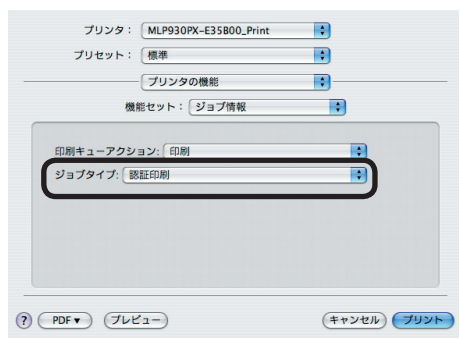 プリンタ： MLP930PX-E35B00_Print
プリセット： 標準
プリンタの機能
機能セット： ジョブ情報
印刷キューアクション: 印刷
ジョブタイプ: 認証印刷
? PDF▼ プレビュー キャンセル プリント